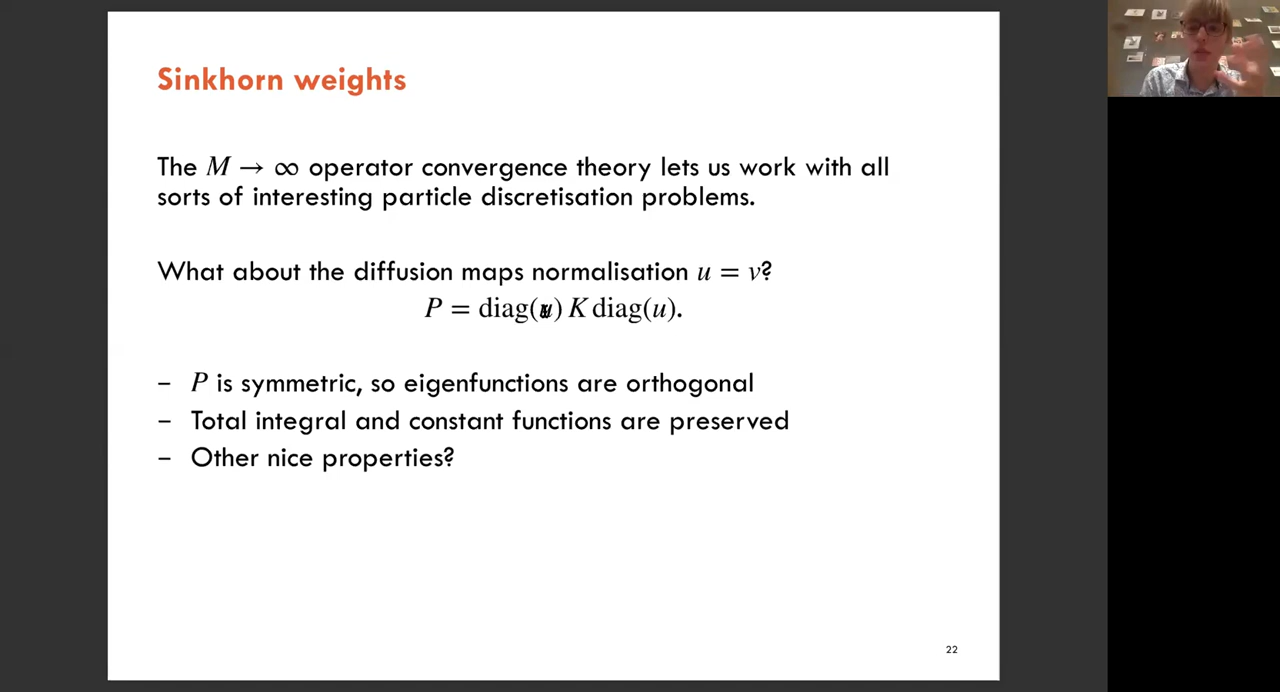 Sinkhorn weights
The M → ∞ operator convergence theory lets us work with all
sorts of interesting particle discretisation problems.
What about the diffusion maps normalisation u = v?
P = diag( ) K diag(u).
– P is symmetric, so eigenfunctions are orthogonal
– Total integral and constant functions are preserved
– Other nice properties?
22